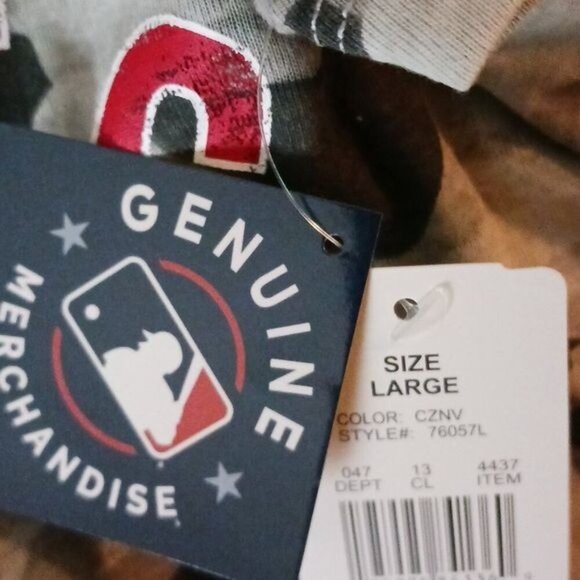 GENUINE
MERCHANDISE
SIZE
LARGE
COLOR: CZNV
STYLE#: 76057L
047 13 4437
DEPT CL ITEM